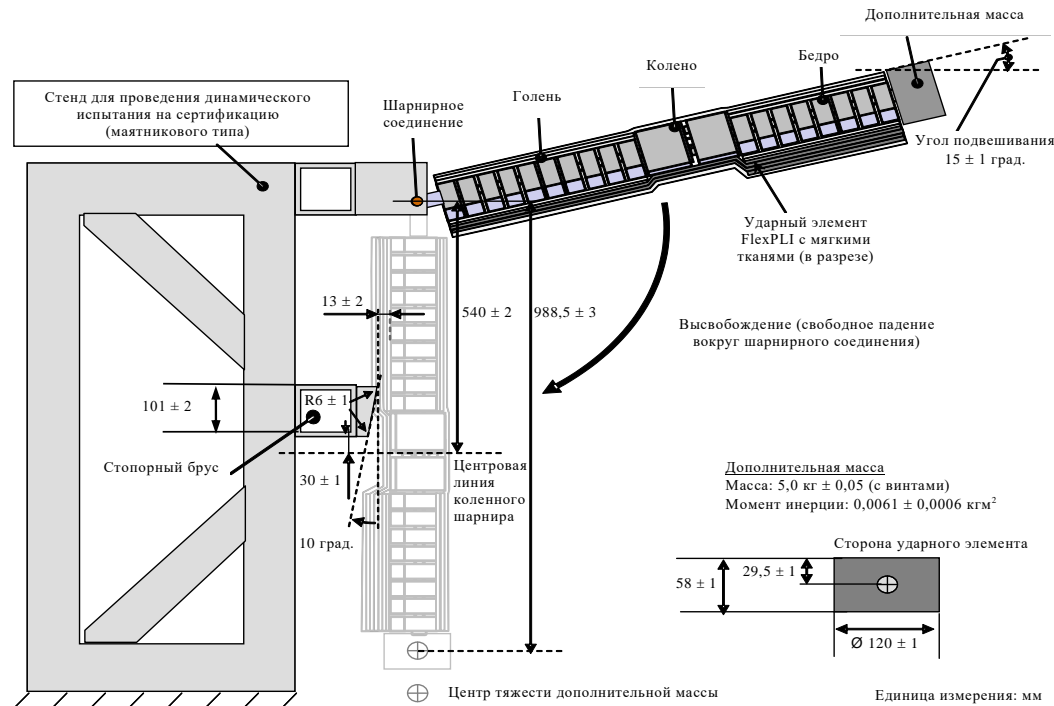 Дополнительная масса
Бедро
Колено
Стенд для проведения динамического
испытания на сертификацию
(маятникового типа)
Шарнирное
соединение
Голень
Угол подвешивания
15 ± 1 град.
Ударный элемент
FlexPLI с мягкими
тканями (в разрезе)
13 ± 2
540 ± 2
988,5 ± 3
Высвобождение (свободное падение
вокруг шарнирного соединения)
101 ± 2
R6 ± 1
Стопорный брус
30 ± 1
Центровая
линия
коленного
шарнира
10 град.
Дополнительная масса
Масса: 5,0 кг ± 0,05 (с винтами)
Момент инерции: 0,0061 ± 0,0006 кгм²
Сторона ударного элемента
58 ± 1
29,5 ± 1
Ø 120 ± 1
Центр тяжести дополнительной массы
Единица измерения: мм